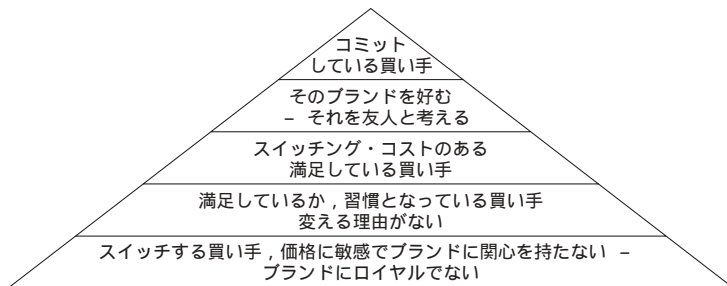 コミット
している買い手
そのブランドを好む
– それを友人と考える
スイッチング・コストのある
満足している買い手
満足しているか，習慣となっている買い手
変える理由がない
スイッチする買い手，価格に敏感でブランドに関心を持たない –
ブランドにロイヤルでない